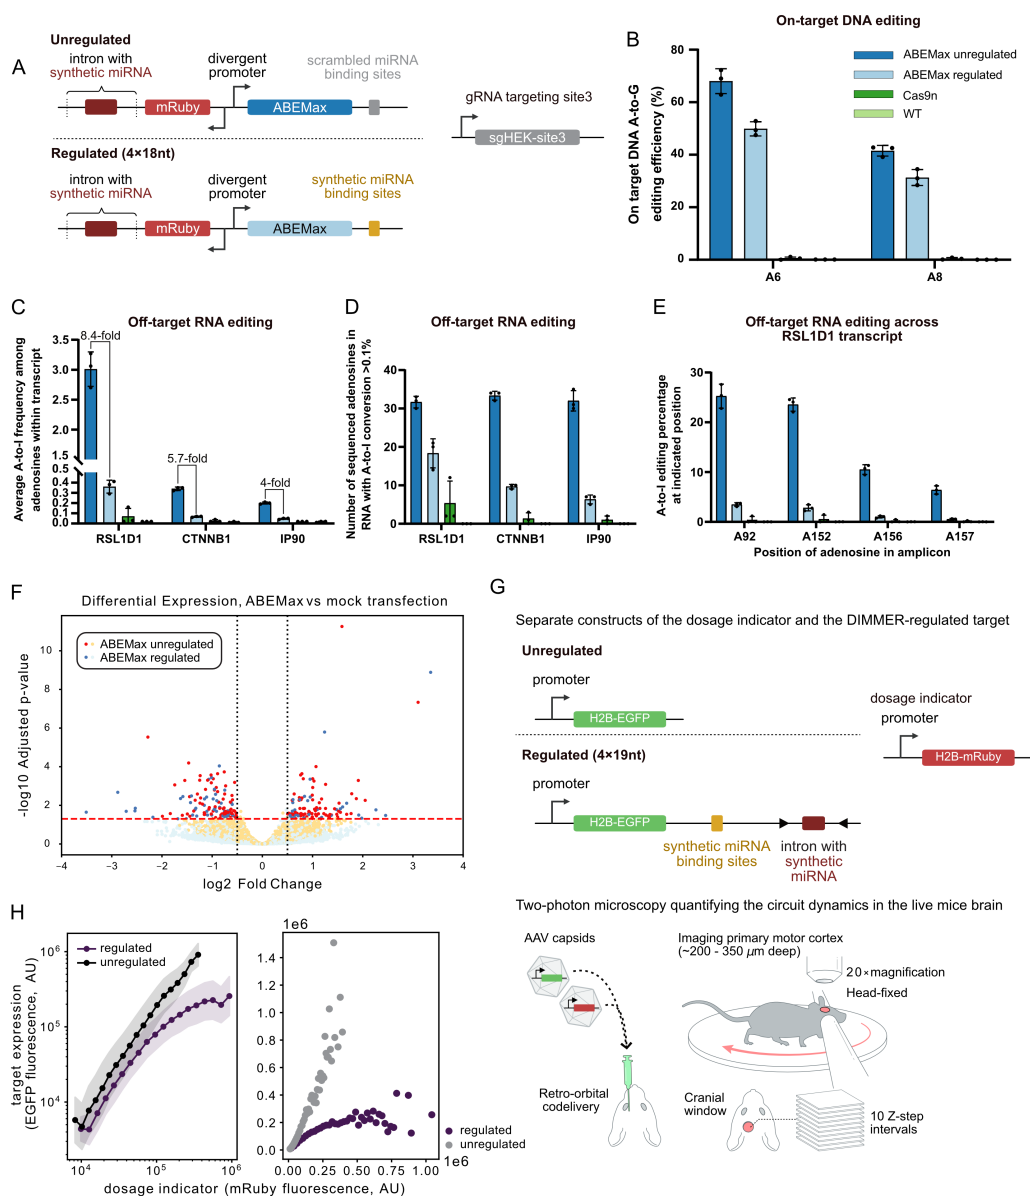 A
Unregulated
intron with
synthetic miRNA
divergent
promoter
scrambled miRNA
binding sites
mRuby
ABEMax
gRNA targeting site3
sgHEK-site3
Regulated (4×18nt)
intron with
synthetic miRNA
divergent
promoter
synthetic miRNA
binding sites
mRuby
ABEMax
B
On-target DNA editing
On target DNA A-to-G
editing efficiency (%)
80
60
40
20
0
A6
A8
ABEMax unregulated
ABEMax regulated
Cas9n
WT
C
Off-target RNA editing
Average A-to-I frequency among
adenosines within transcript
3.5
3.0
2.5
2.0
1.5
0.5
0.4
0.3
0.2
0.1
0.0
8.4-fold
5.7-fold
4-fold
RSL1D1
CTNNB1
IP90
D
Off-target RNA editing
Number of sequenced adenosines in
RNA with A-to-I conversion >0.1%
40
30
20
10
0
RSL1D1
CTNNB1
IP90
E
Off-target RNA editing across
RSL1D1 transcript
A-to-I editing percentage
at indicated position
30
20
10
0
A92
A152
A156
A157
Position of adenosine in amplicon
F
Differential Expression, ABEMax vs mock transfection
ABEMax unregulated
ABEMax regulated
-log10 Adjusted p-value
10
8
6
4
2
0
−4
−3
−2
−1
0
1
2
3
4
log2 Fold Change
G
Separate constructs of the dosage indicator and the DIMMER-regulated target
Unregulated
promoter
H2B-EGFP
dosage indicator
promoter
H2B-mRuby
Regulated (4×19nt)
promoter
H2B-EGFP
synthetic miRNA
binding sites
intron with
synthetic
miRNA
Two-photon microscopy quantifying the circuit dynamics in the live mice brain
AAV capsids
Imaging primary motor cortex
(~200 - 350 μm deep)
20×magnification
Head-fixed
Retro-orbital
codelivery
Cranial
window
10 Z-step
intervals
H
target expression
(EGFP fluorescence, AU)
regulated
unregulated
10⁶
10⁵
10⁴
10⁴
10⁵
10⁶
1e6
1.6
1.4
1.2
1.0
0.8
0.6
0.4
0.2
0.0
0.00
0.25
0.50
0.75
1.00
1e6
regulated
unregulated
dosage indicator (mRuby fluorescence, AU)